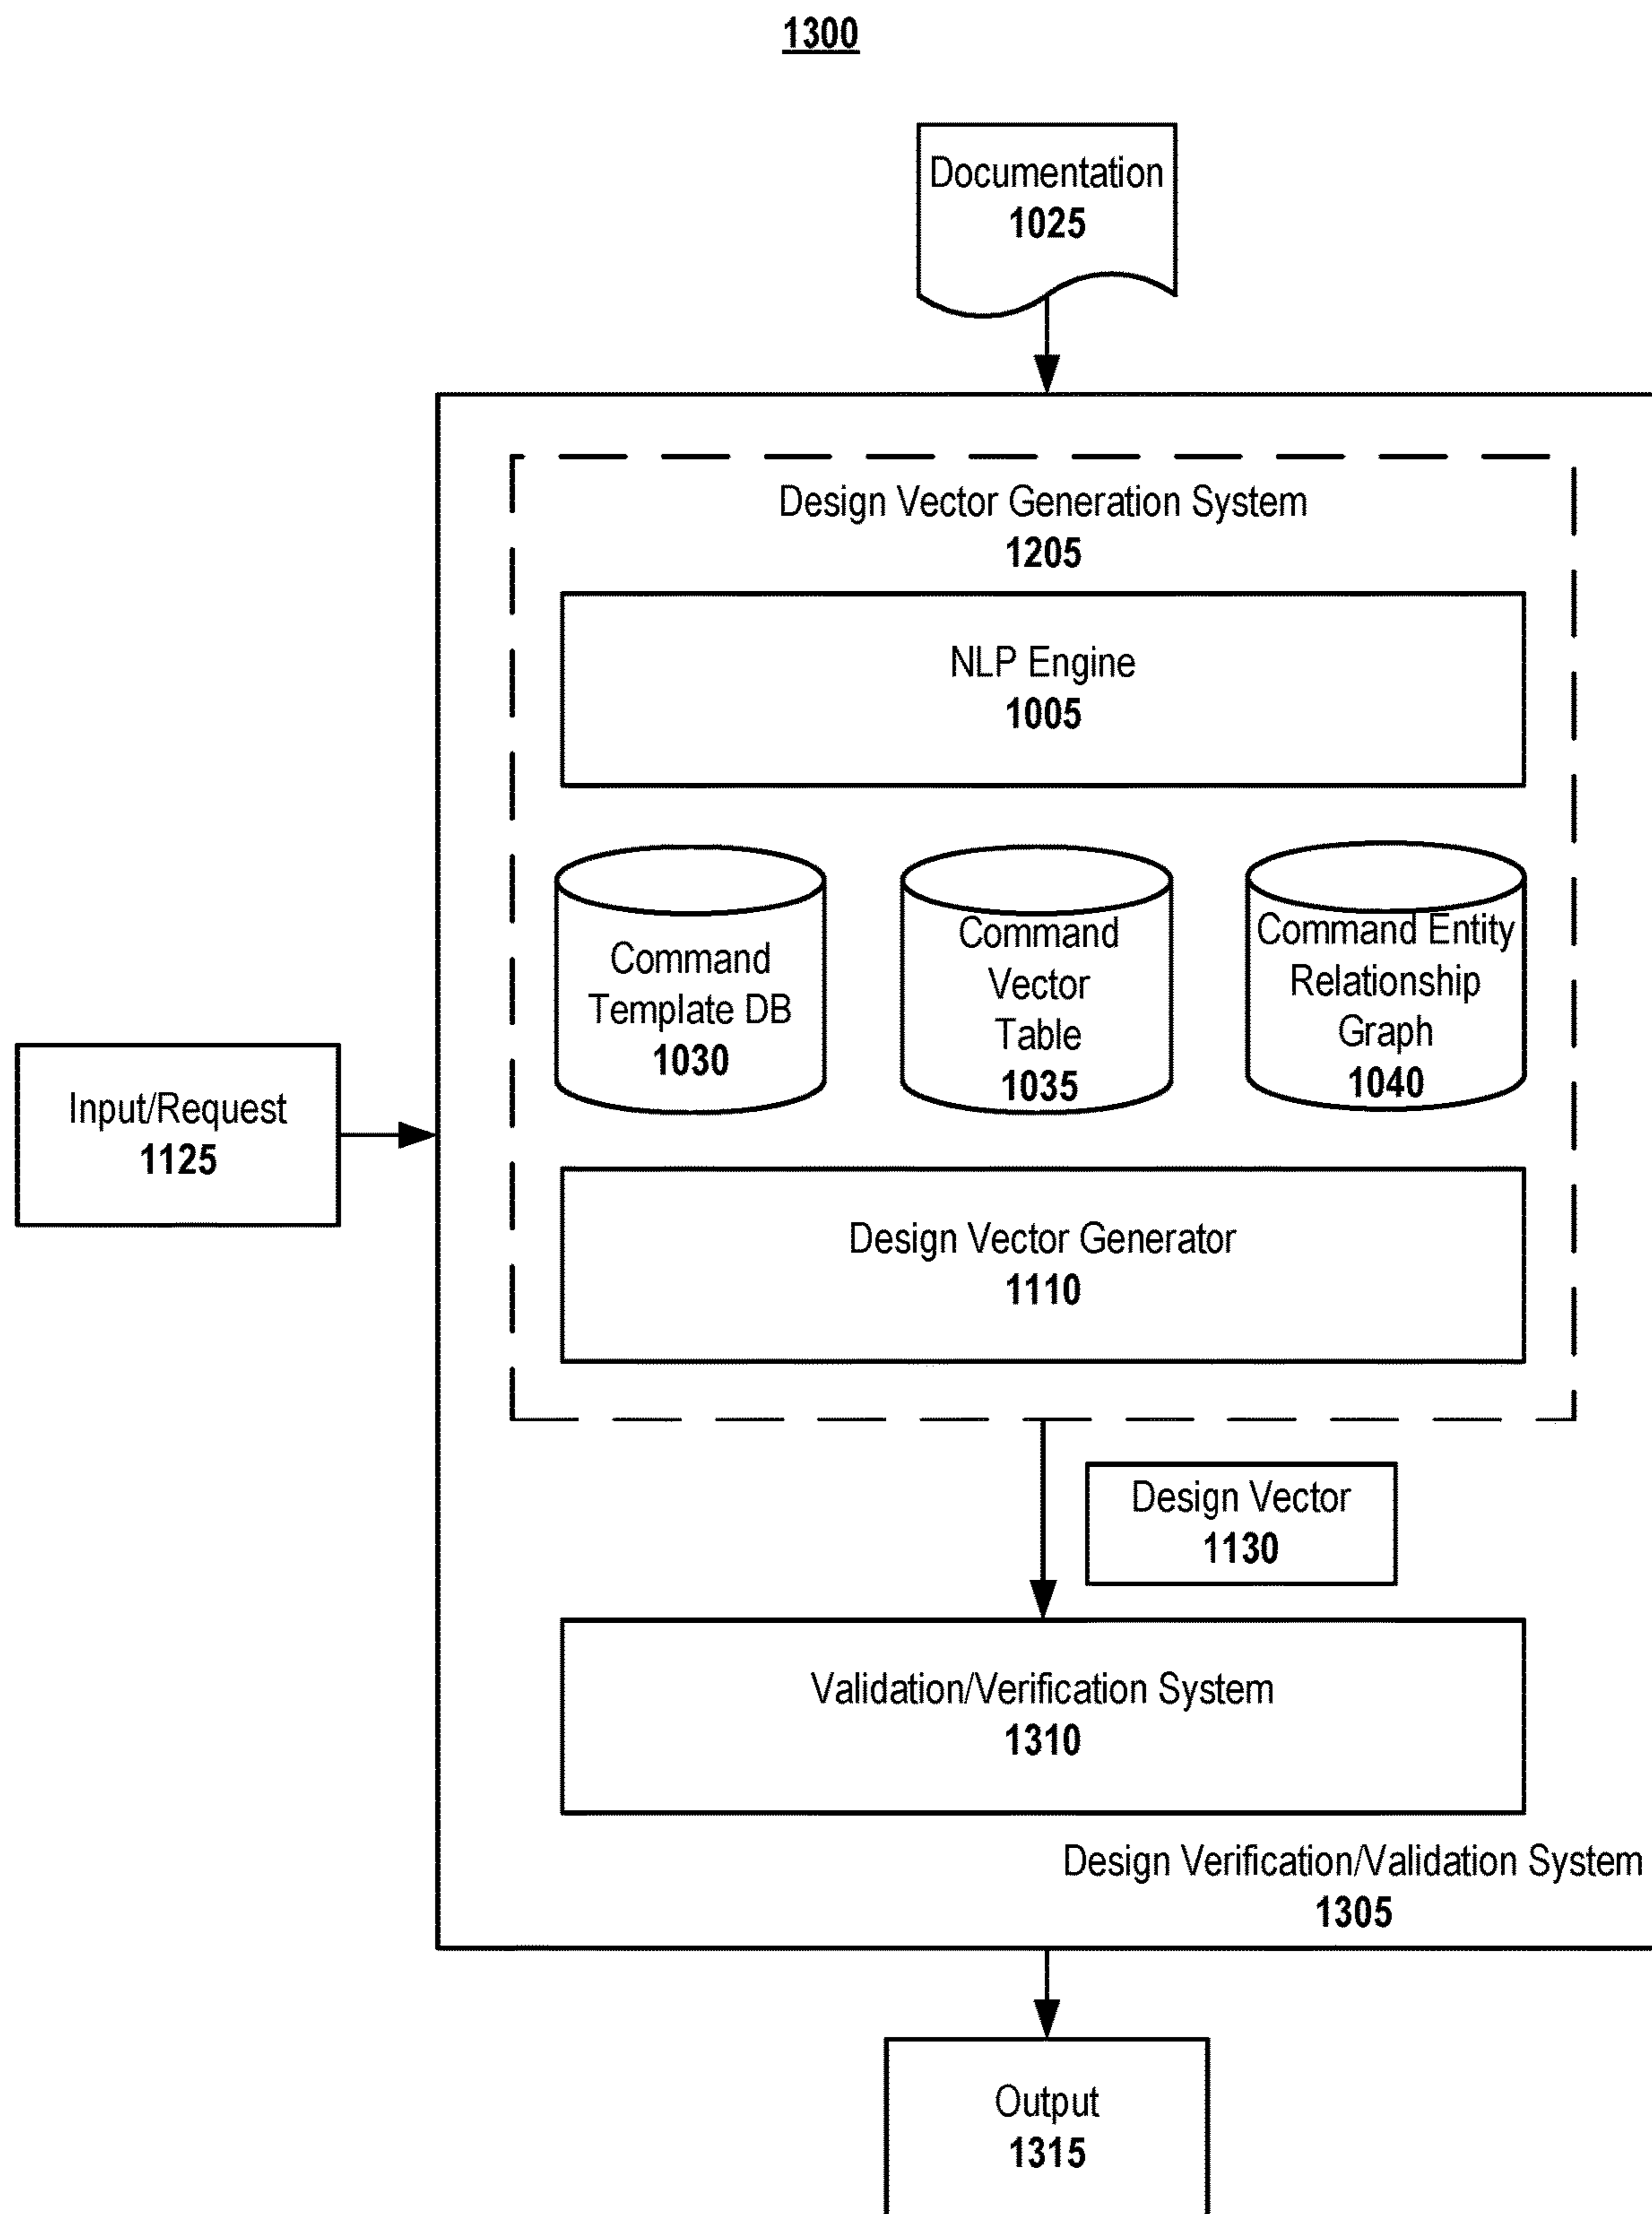 1300
Documentation
1025
Design Vector Generation System
1205
NLP Engine
1005
Command
Template DB
1030
Command
Vector
Table
1035
Command Entity
Relationship
Graph
1040
Input/Request
1125
Design Vector Generator
1110
Design Vector
1130
Validation/Verification System
1310
Design Verification/Validation System
1305
Output
1315